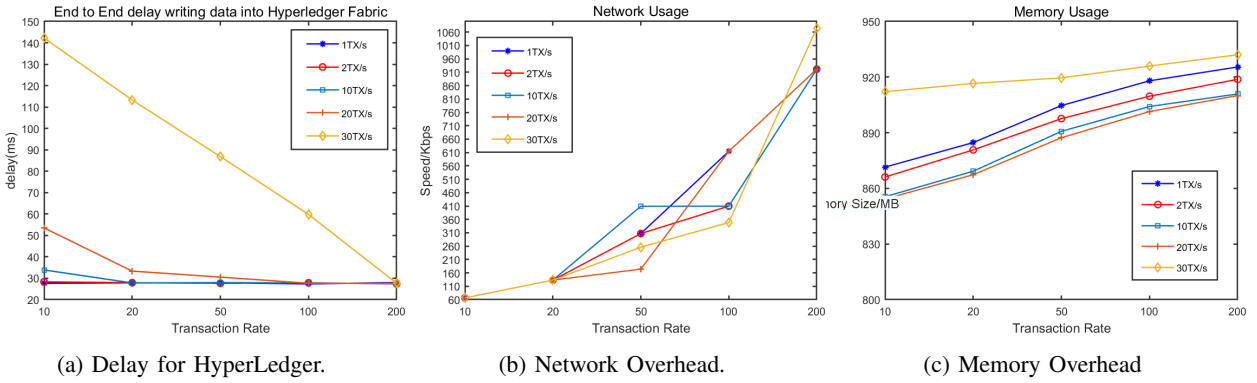 End to End delay writing data into Hyperledger Fabric
150
140
130
120
110
100
90
80
70
60
50
40
30
20
delay(ms)
1TX/s
2TX/s
10TX/s
20TX/s
30TX/s
10 20 50 100 200
Transaction Rate
(a) Delay for HyperLedger.
Network Usage
1060
1010
960
910
860
810
760
710
660
610
560
510
460
410
360
310
260
210
160
110
60
Speed/Kbps
1TX/s
2TX/s
10TX/s
20TX/s
30TX/s
10 20 50 100 200
Transaction Rate
(b) Network Overhead.
Memory Usage
950
920
890
860
830
800
ory Size/MB
1TX/s
2TX/s
10TX/s
20TX/s
30TX/s
10 20 50 100 200
Transaction Rate
(c) Memory Overhead